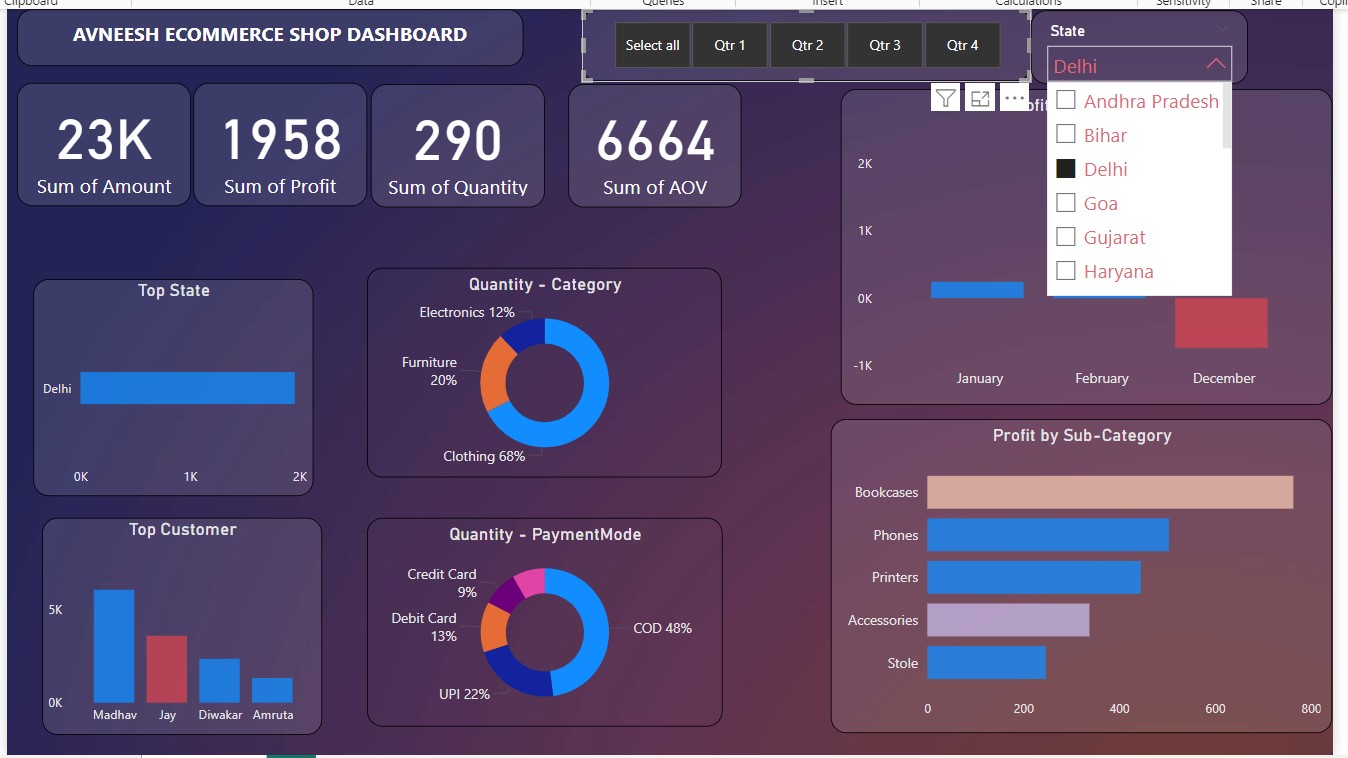 Clipboard Data Queries Insert Calculations Sensitivity Share
AVNEESH ECOMMERCE SHOP DASHBOARD
Select all Qtr 1 Qtr 2 Qtr 3 Qtr 4
State
Delhi
Andhra Pradesh
Bihar
Delhi
Goa
Gujarat
Haryana
23K
Sum of Amount
1958
Sum of Profit
290
Sum of Quantity
6664
Sum of AOV
2K
1K
0K
-1K
January February December
Top State
Delhi
0K 1K 2K
Quantity - Category
Electronics 12%
Furniture
20%
Clothing 68%
Profit by Sub-Category
Bookcases
Phones
Printers
Accessories
Stole
0 200 400 600 800
Top Customer
5K
0K
Madhav Jay Diwakar Amruta
Quantity - PaymentMode
Credit Card
9%
Debit Card
13%
COD 48%
UPI 22%